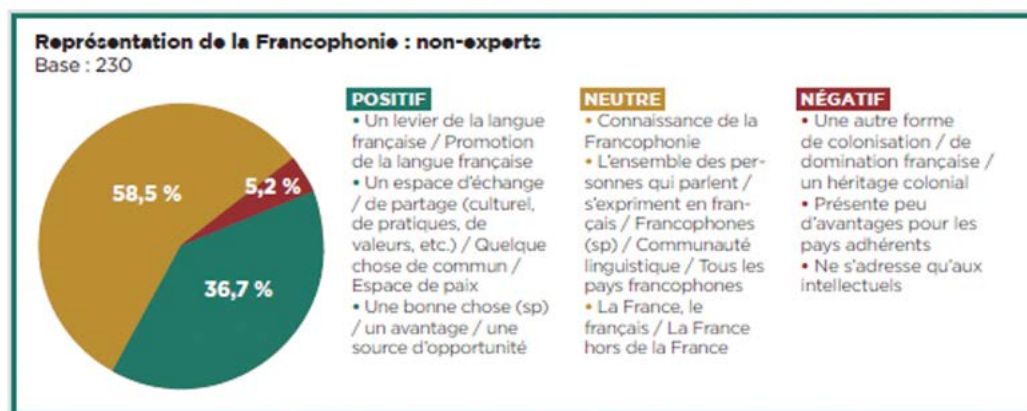 Représentation de la Francophonie : non-experts
Base : 230
58,5 %
5,2 %
36,7 %
POSITIF
• Un levier de la langue
française / Promotion
de la langue française
• Un espace d'échange
/ de partage (culturel,
de pratiques, de
valeurs, etc.) / Quelque
chose de commun /
Espace de paix
• Une bonne chose (sp)
/ un avantage / une
source d'opportunité
NEUTRE
• Connaissance de la
Francophonie
• L'ensemble des per-
sonnes qui parlent /
s'expriment en fran-
çais / Francophones
(sp) / Communauté
linguistique / Tous les
pays francophones
• La France, le
français / La France
hors de la France
NÉGATIF
• Une autre forme
de colonisation / de
domination française /
un héritage colonial
• Présente peu
d'avantages pour les
pays adhérents
• Ne s'adresse qu'aux
intellectuels